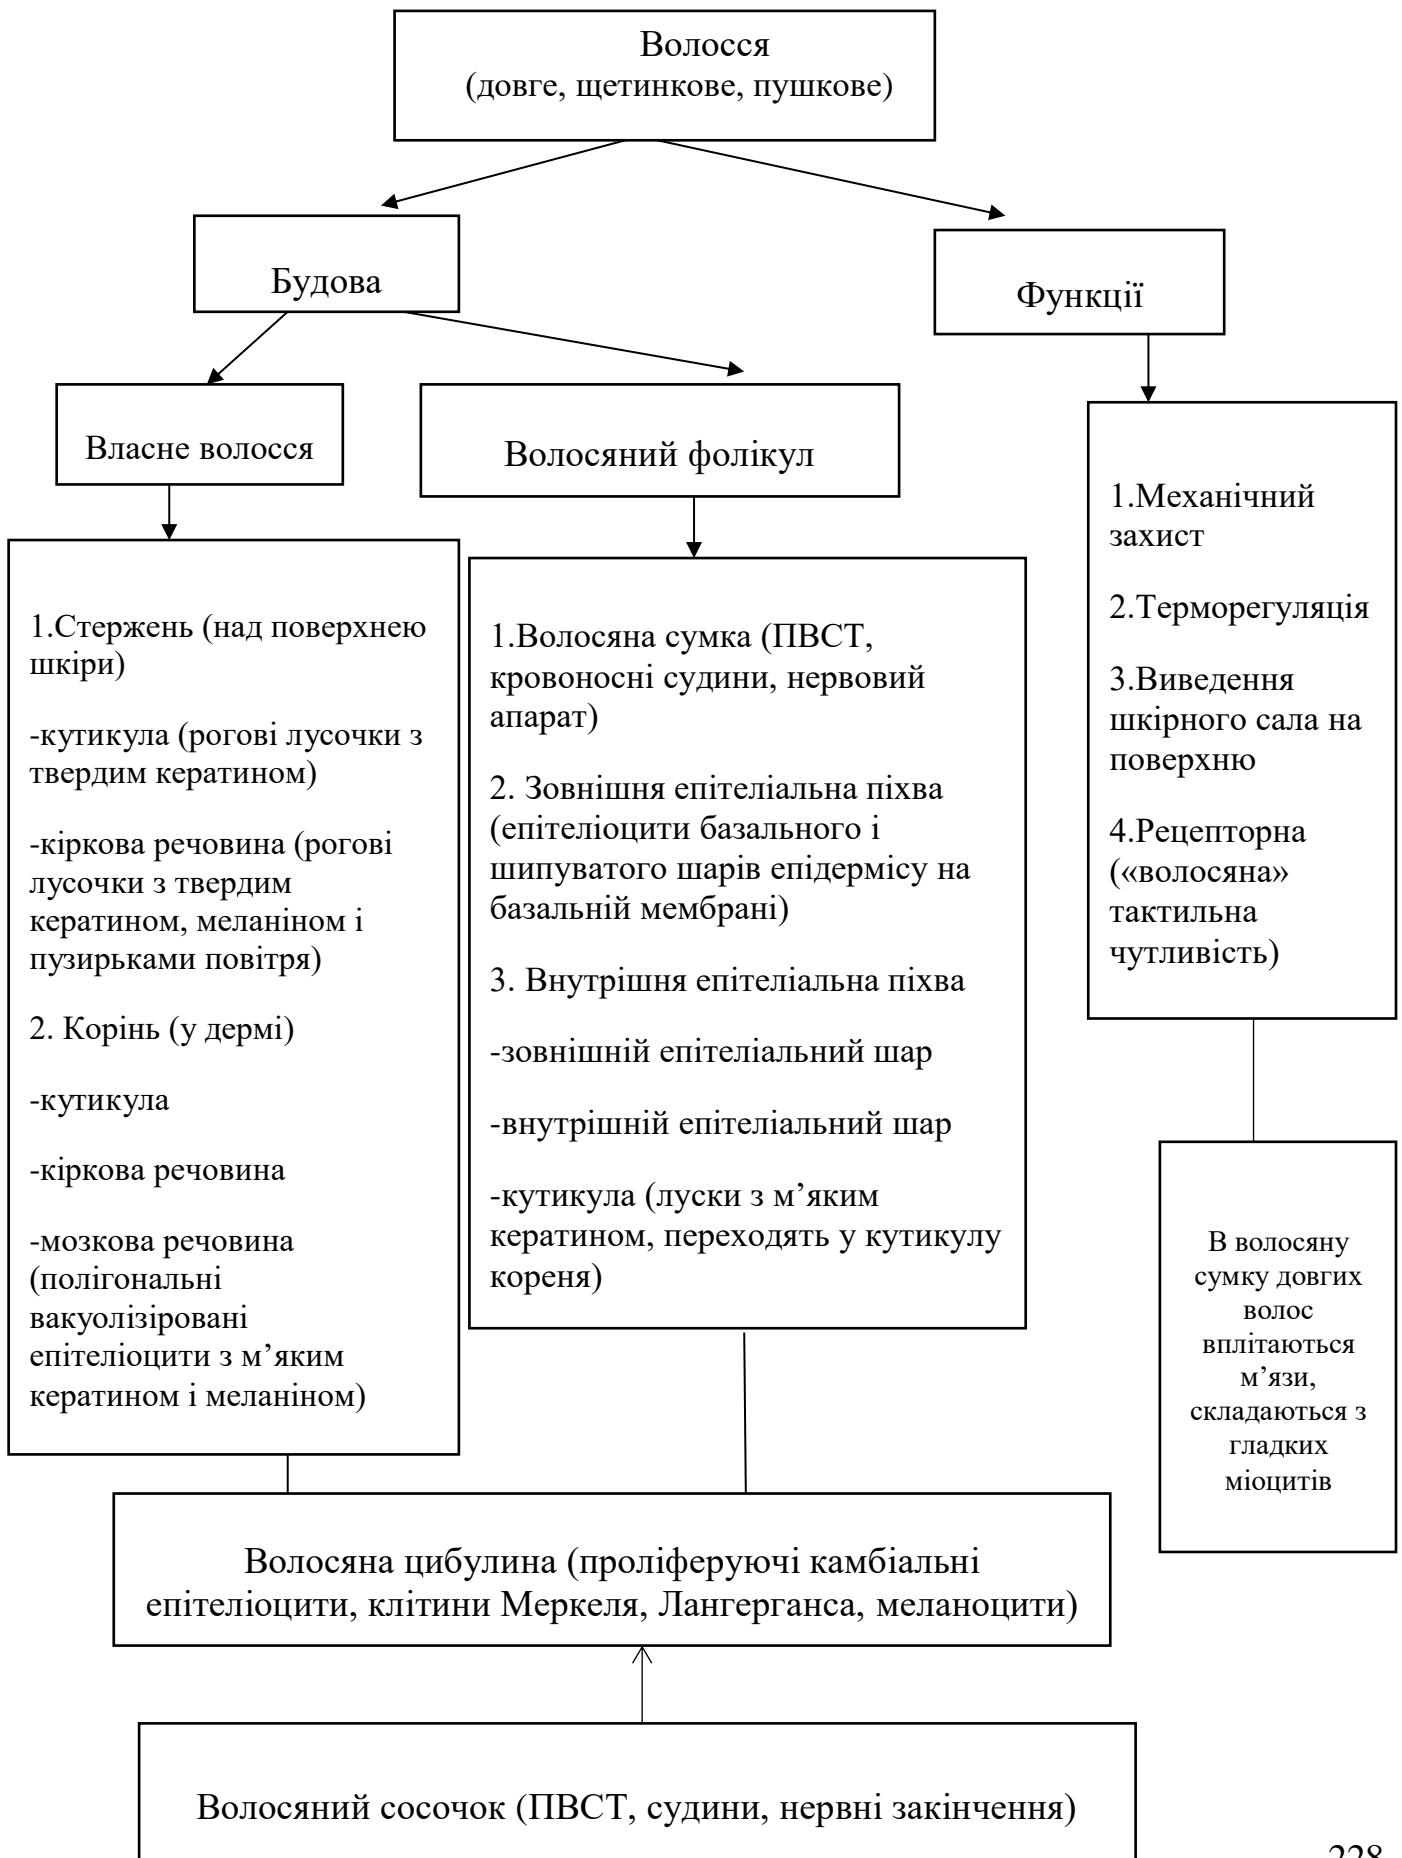 Волосся
(довге, щетинкове, пушкове)
Будова
Функції
Власне волосся
Волосяний фолікул
1.Стержень (над поверхнею
шкіри)
-кутикула (рогові лусочки з
твердим кератином)
-кіркова речовина (рогові
лусочки з твердим
кератином, меланіном і
пузирьками повітря)
2. Корінь (у дермі)
-кутикула
-кіркова речовина
-мозкова речовина
(полігональні
вакуолізіровані
епітеліоцити з м’яким
кератином і меланіном)
1.Волосяна сумка (ПВСТ,
кровоносні судини, нервовий
апарат)
2. Зовнішня епітеліальна піхва
(епітеліоцити базального і
шипуватого шарів епідермісу на
базальній мембрані)
3. Внутрішня епітеліальна піхва
-зовнішній епітеліальний шар
-внутрішній епітеліальний шар
-кутикула (луски з м’яким
кератином, переходять у кутикулу
кореня)
1.Механічний
захист
2.Терморегуляція
3.Виведення
шкірного сала на
поверхню
4.Рецепторна
(«волосяна»
тактильна
чутливість)
В волосяну
сумку довгих
волос
вплітаються
м’язи,
складаються з
гладких
міоцитів
Волосяна цибулина (проліферуючі камбіальні
епітеліоцити, клітини Меркеля, Лангерганса, меланоцити)
Волосяний сосочок (ПВСТ, судини, нервні закінчення)
228